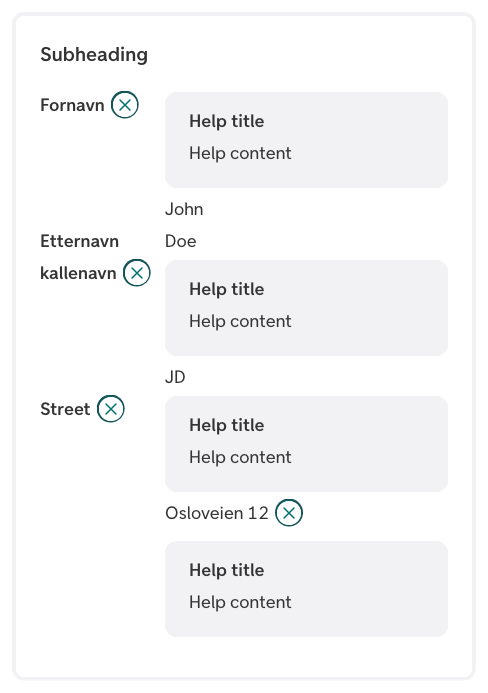 Subheading
Fornavn
Help title
Help content
John
Etternavn Doe
kallenavn
Help title
Help content
JD
Street
Help title
Help content
Osloveien 12
Help title
Help content